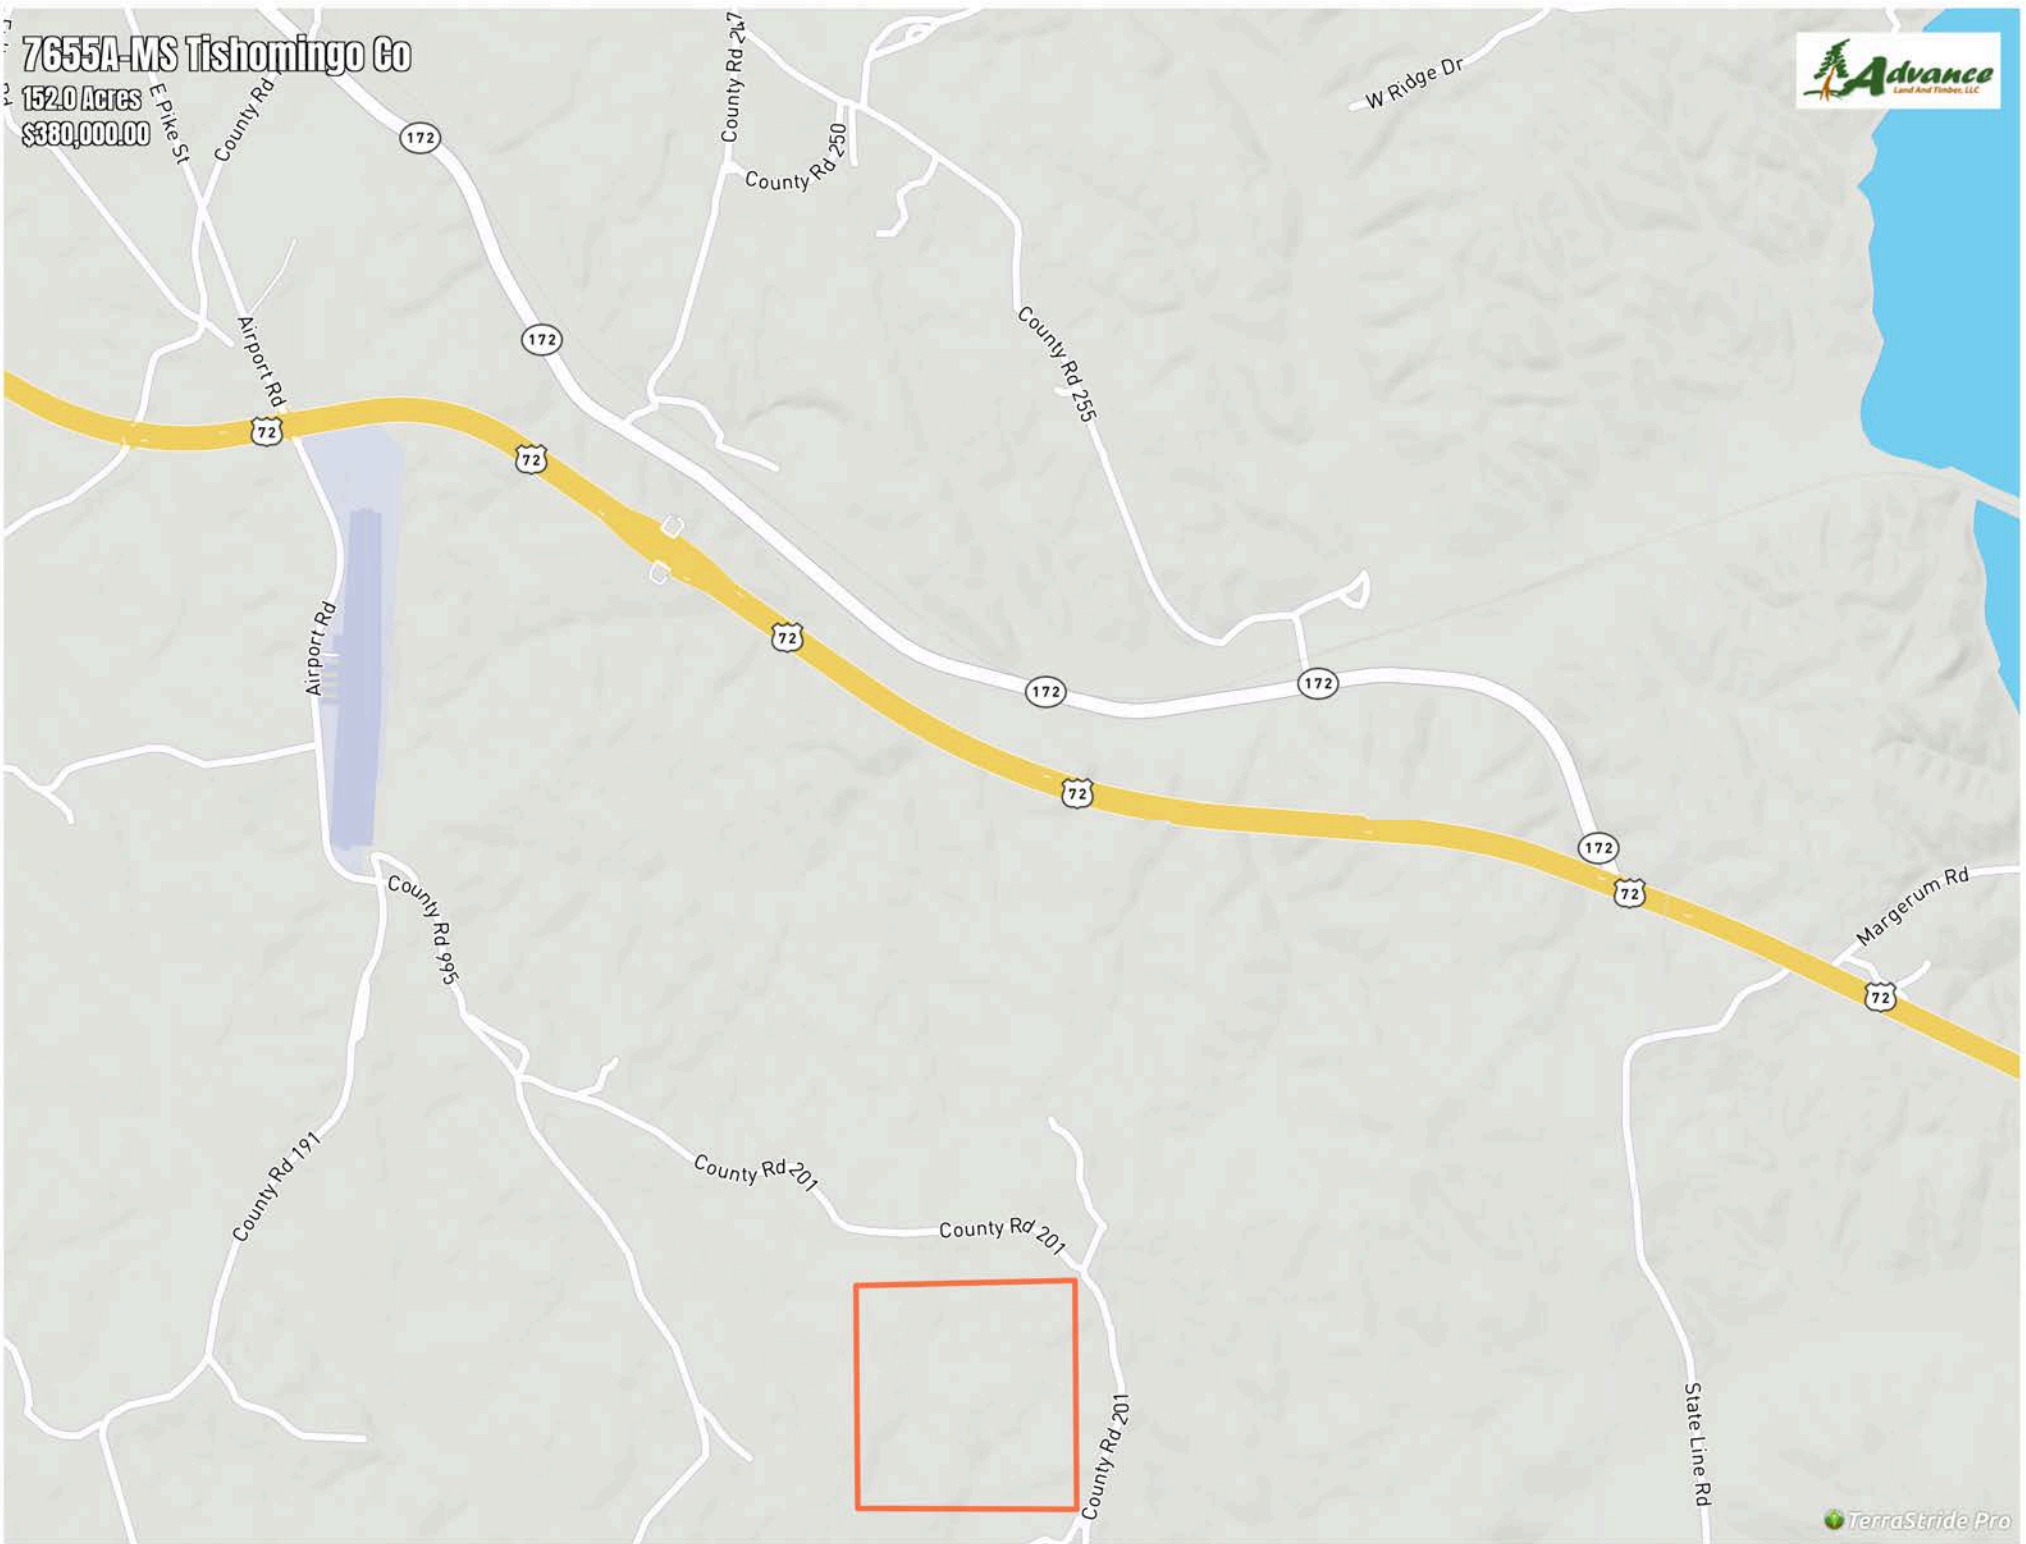 7655A-MS Tishomingo Co
152.0 Acres
$380,000.00
Advance
Land And Timber, LLC
E Pike St
County Rd
County Rd 247
County Rd 250
W Ridge Dr
172
172
Airport Rd
County Rd 255
72
72
Airport Rd
72
172
172
72
172
72
Margerum Rd
72
County Rd 995
County Rd 191
County Rd 201
County Rd 201
County Rd 201
State Line Rd
TerraStride Pro